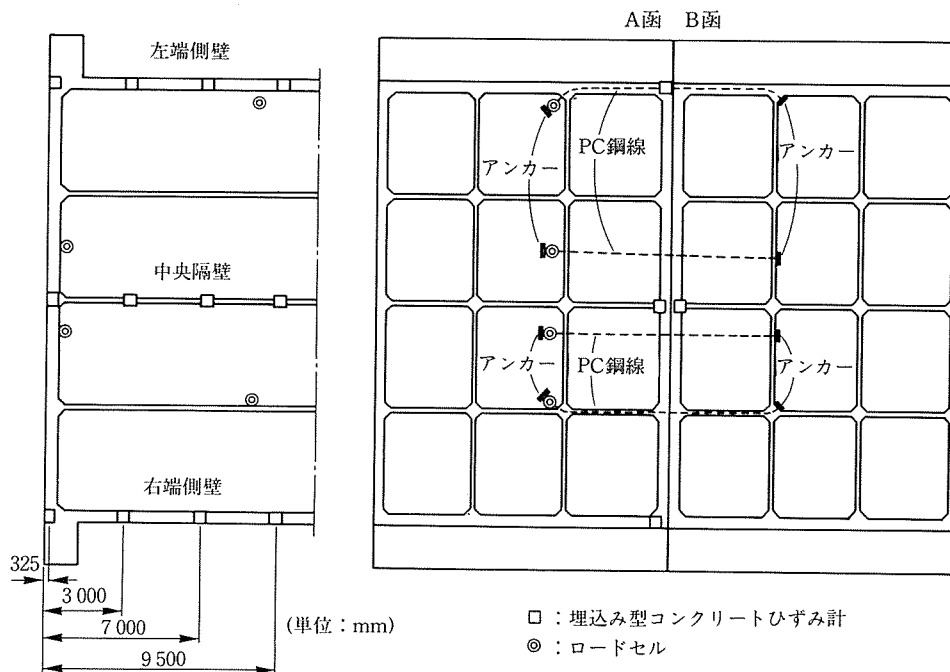 A函 B函
左端側壁
アンカー
PC鋼線
アンカー
中央隔壁
アンカー
PC鋼線
アンカー
右端側壁
325
3 000
7 000
9 500
(単位:mm)
□:埋込み型コンクリートひずみ計
◎:ロードセル